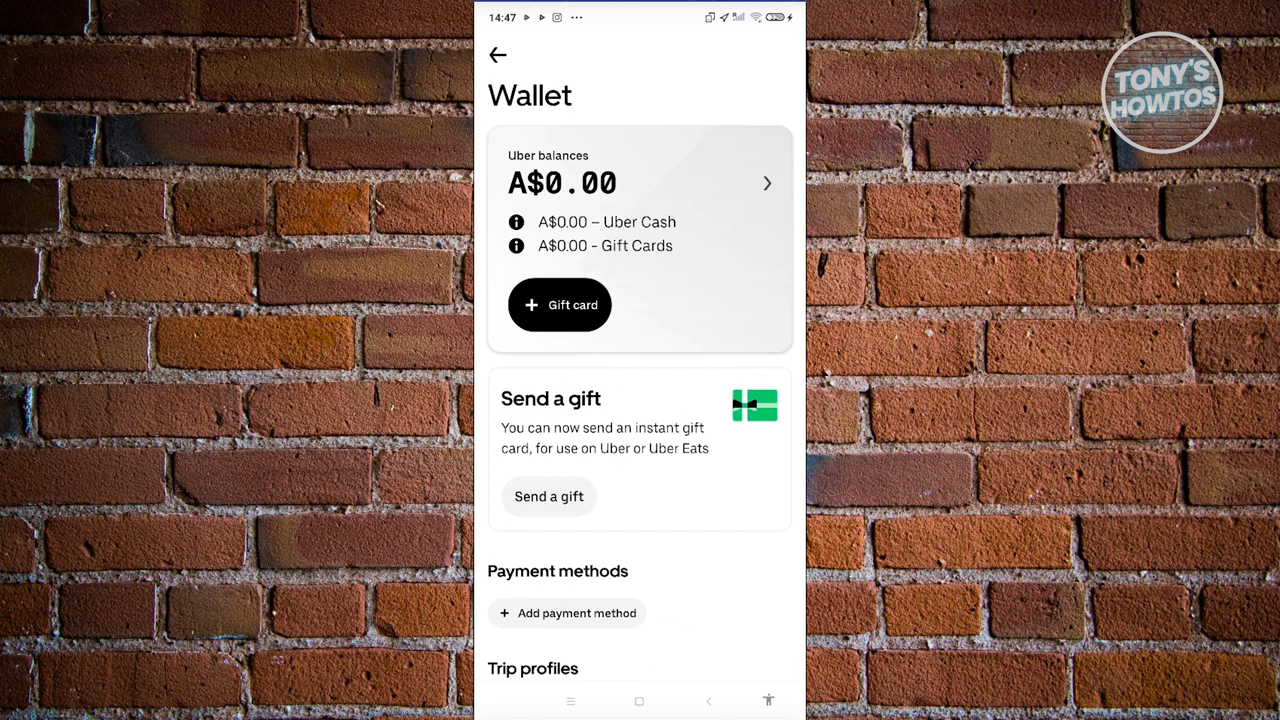 14:47
TONY'S
HOWTOS
Wallet
Uber balances
A$0.00
A$0.00 – Uber Cash
A$0.00 - Gift Cards
+ Gift card
Send a gift
You can now send an instant gift
card, for use on Uber or Uber Eats
Send a gift
Payment methods
+ Add payment method
Trip profiles